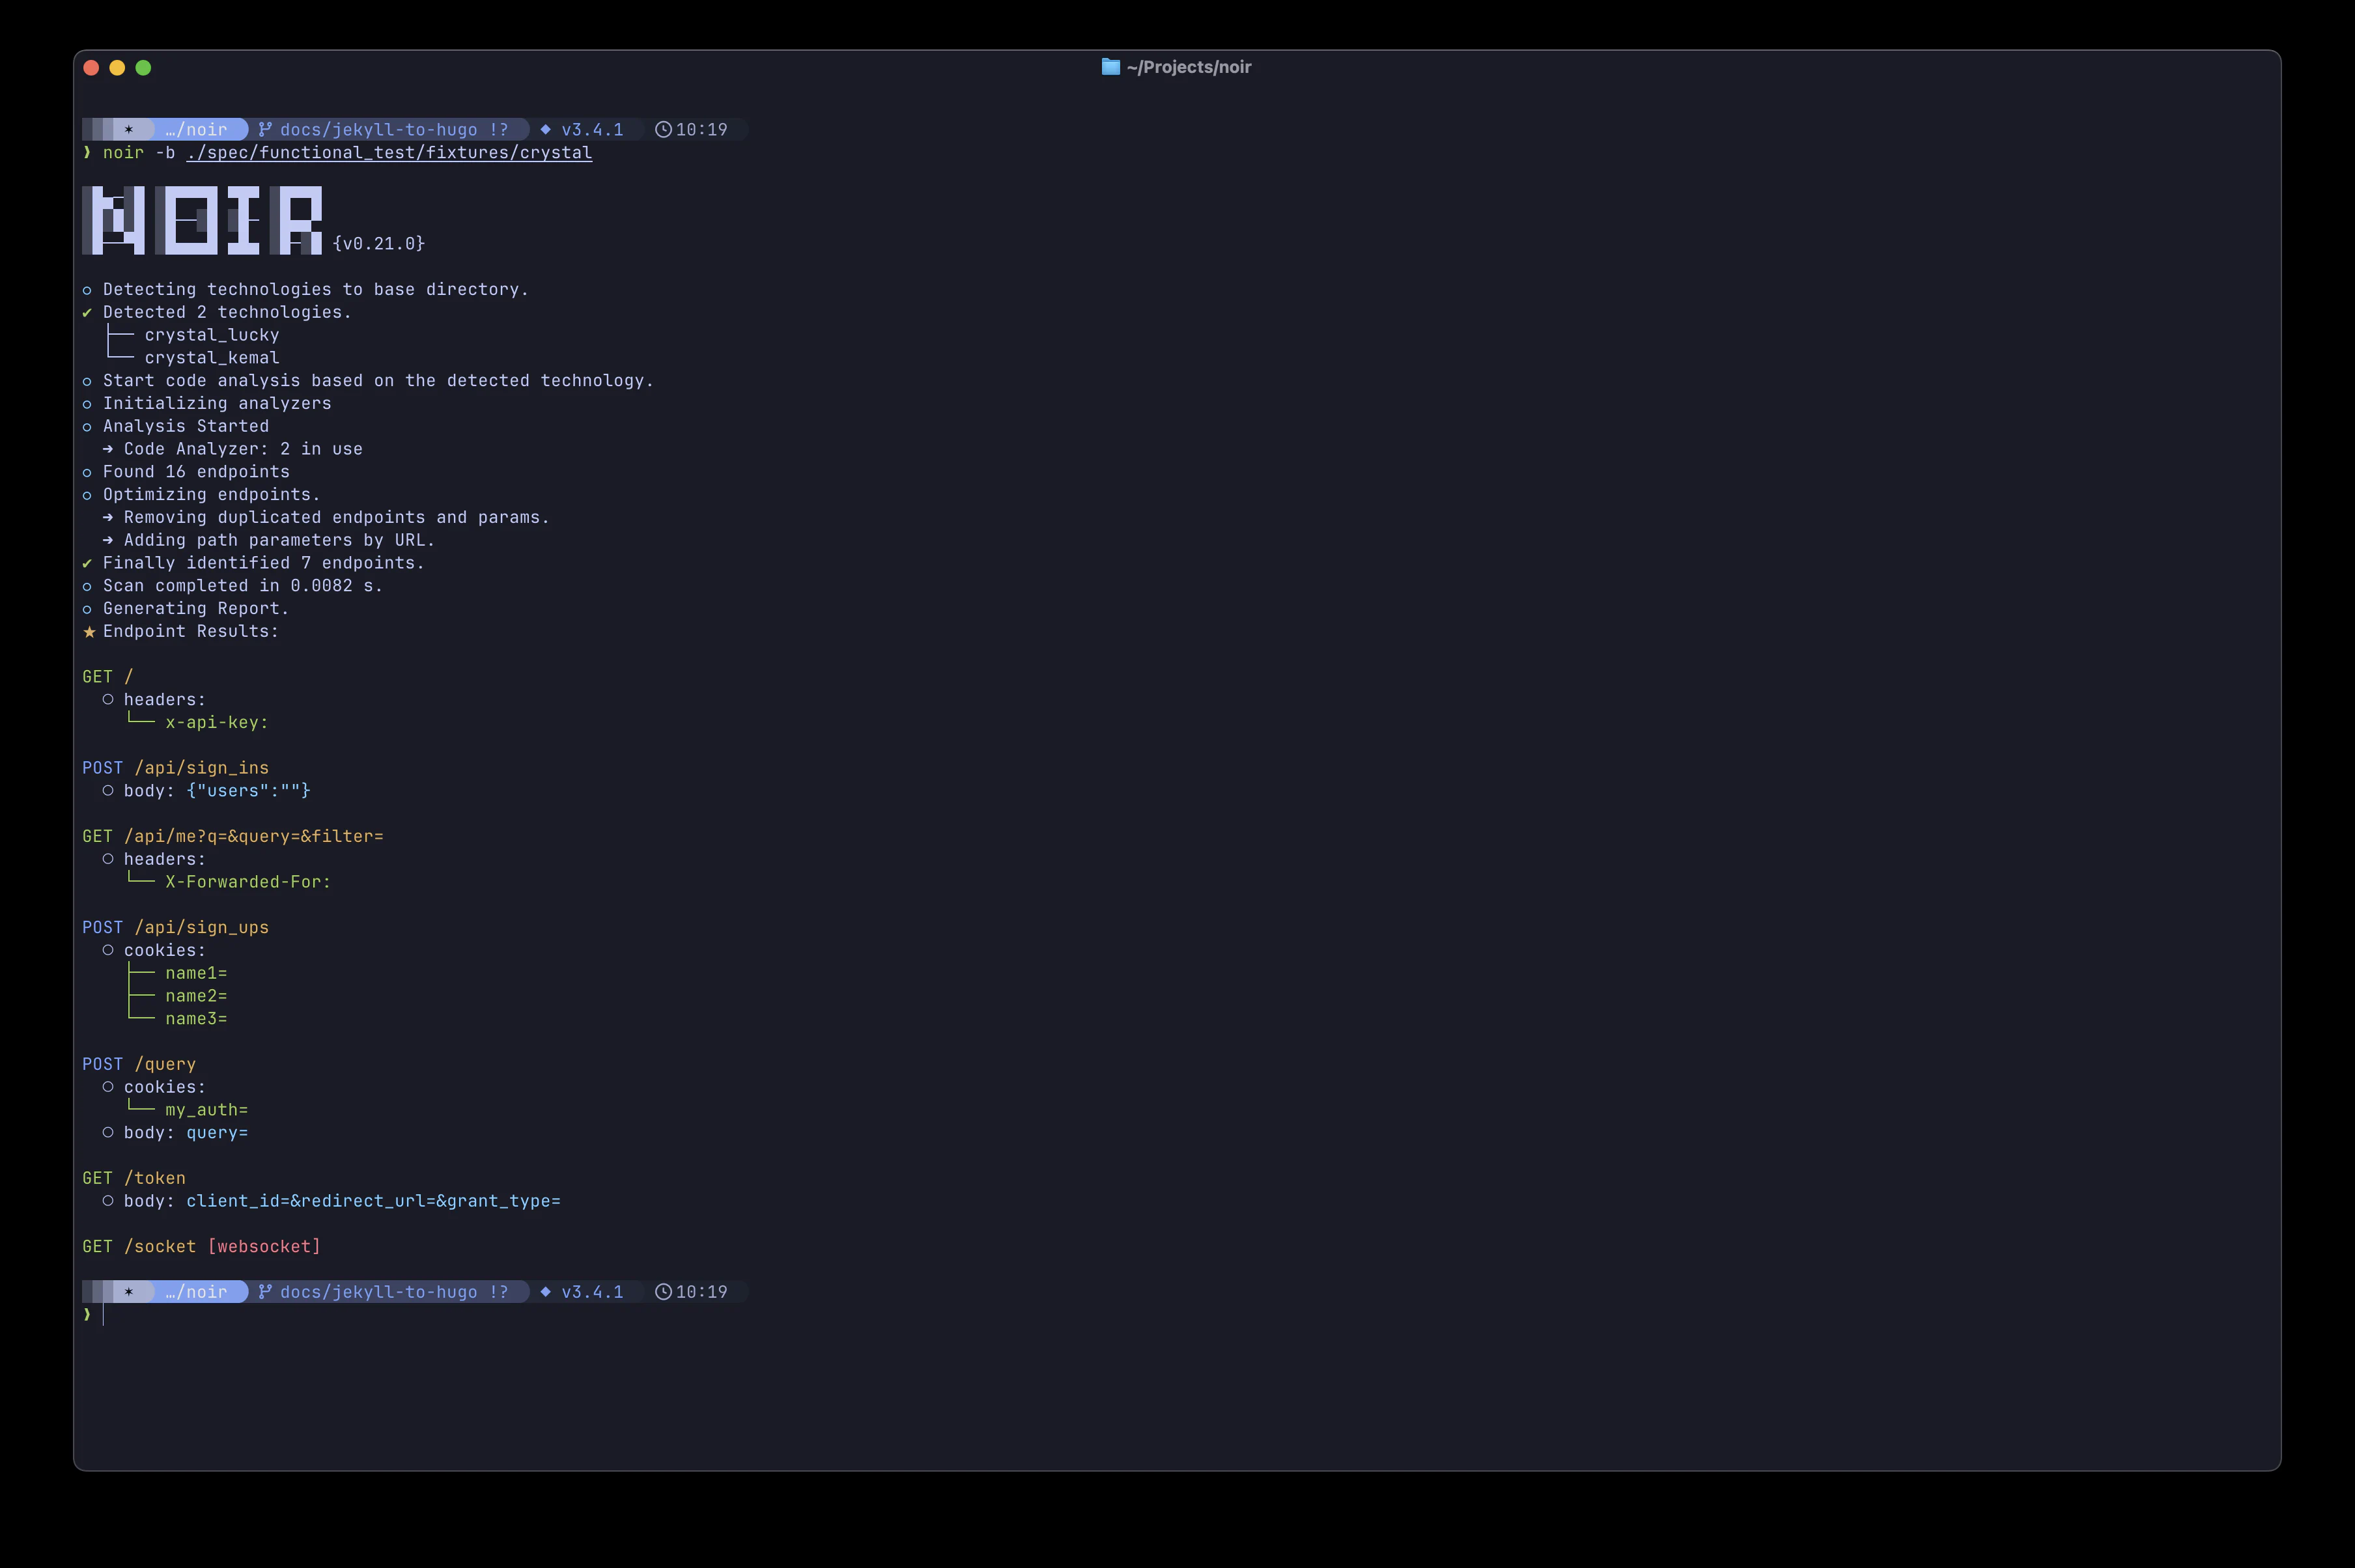 ~/Projects/noir
✶ …/noir docs/jekyll-to-hugo !? ◆ v3.4.1 10:19
❱ noir -b ./spec/functional_test/fixtures/crystal
NOIR {v0.21.0}
○ Detecting technologies to base directory.
✔ Detected 2 technologies.
├── crystal_lucky
└── crystal_kemal
○ Start code analysis based on the detected technology.
○ Initializing analyzers
○ Analysis Started
➔ Code Analyzer: 2 in use
○ Found 16 endpoints
○ Optimizing endpoints.
➔ Removing duplicated endpoints and params.
➔ Adding path parameters by URL.
✔ Finally identified 7 endpoints.
○ Scan completed in 0.0082 s.
○ Generating Report.
★ Endpoint Results:
GET /
○ headers:
└── x-api-key:
POST /api/sign_ins
○ body: {"users":""}
GET /api/me?q=&query=&filter=
○ headers:
└── X-Forwarded-For:
POST /api/sign_ups
○ cookies:
├── name1=
├── name2=
└── name3=
POST /query
○ cookies:
└── my_auth=
○ body: query=
GET /token
○ body: client_id=&redirect_url=&grant_type=
GET /socket [websocket]
✶ …/noir docs/jekyll-to-hugo !? ◆ v3.4.1 10:19
❱